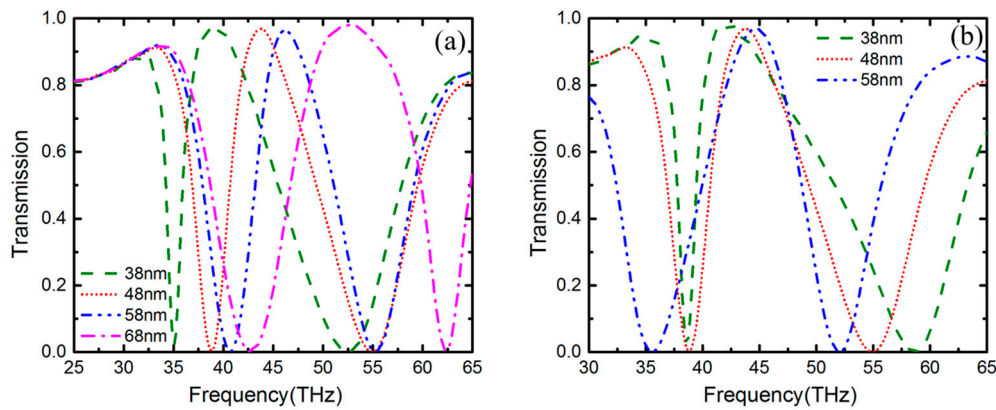 (a)
Transmission
1.0
0.8
0.6
0.4
0.2
0.0
38nm
48nm
58nm
68nm
25 30 35 40 45 50 55 60 65
Frequency(THz)
(b)
Transmission
1.0
0.8
0.6
0.4
0.2
0.0
38nm
48nm
58nm
30 35 40 45 50 55 60 65
Frequency(THz)